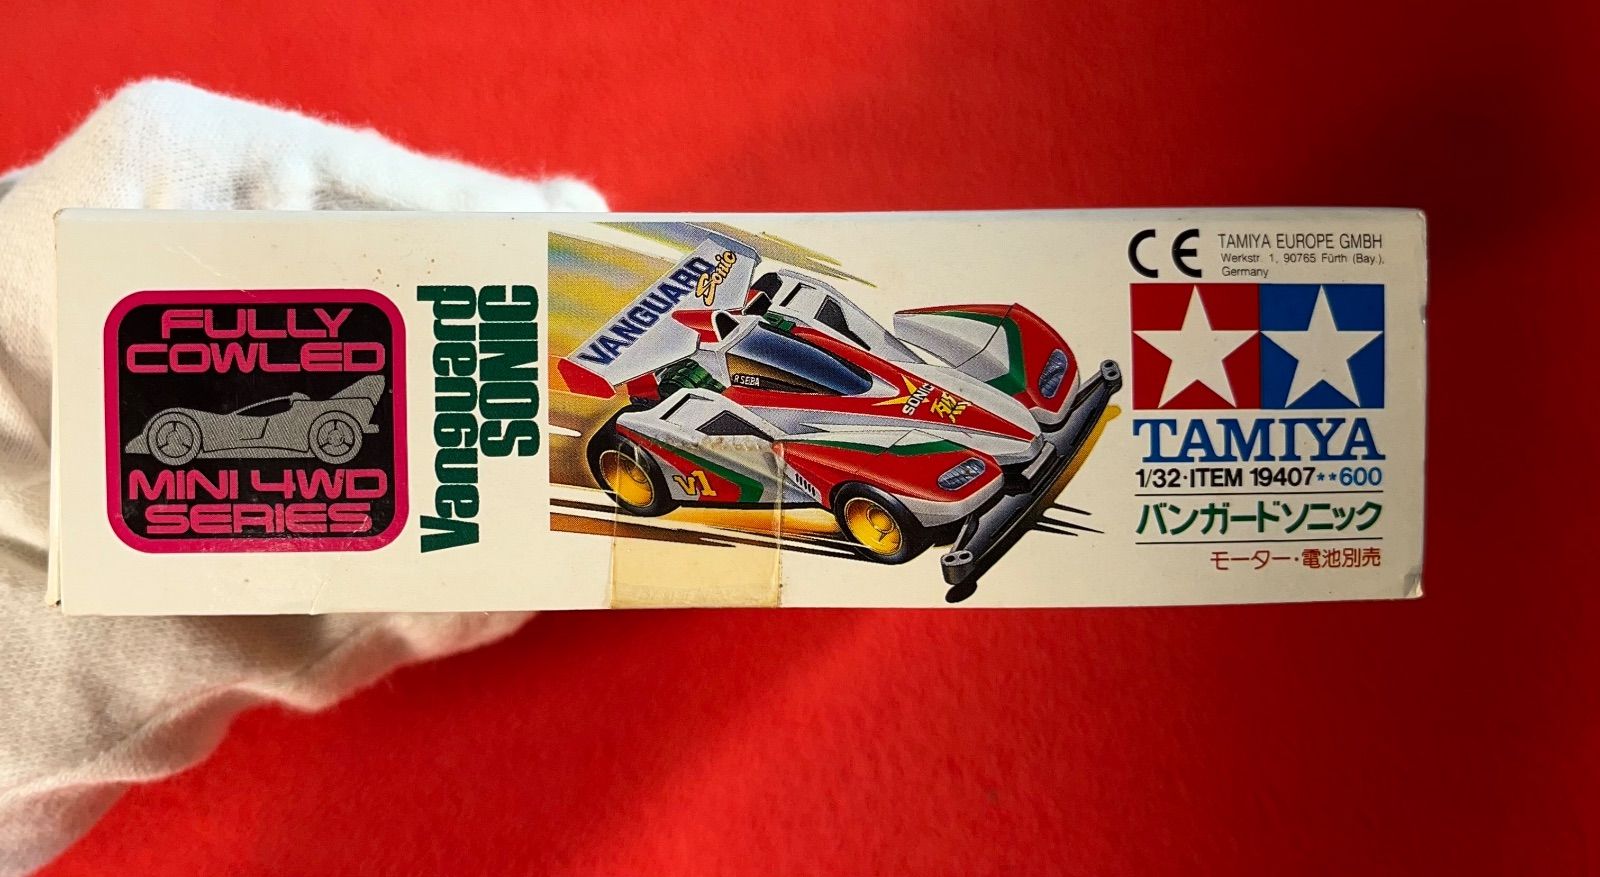 FULLY
COWLED
MINI 4WD
SERIES
Vanguard
SONIC
VANGUARD
Sonic
R.SEBA
SONIC
V1
CE
TAMIYA EUROPE GMBH
Werkstr. 1, 90765 Fürth (Bay.),
Germany
TAMIYA
1/32·ITEM 19407**600
バンガードソニック
モーター・電池別売